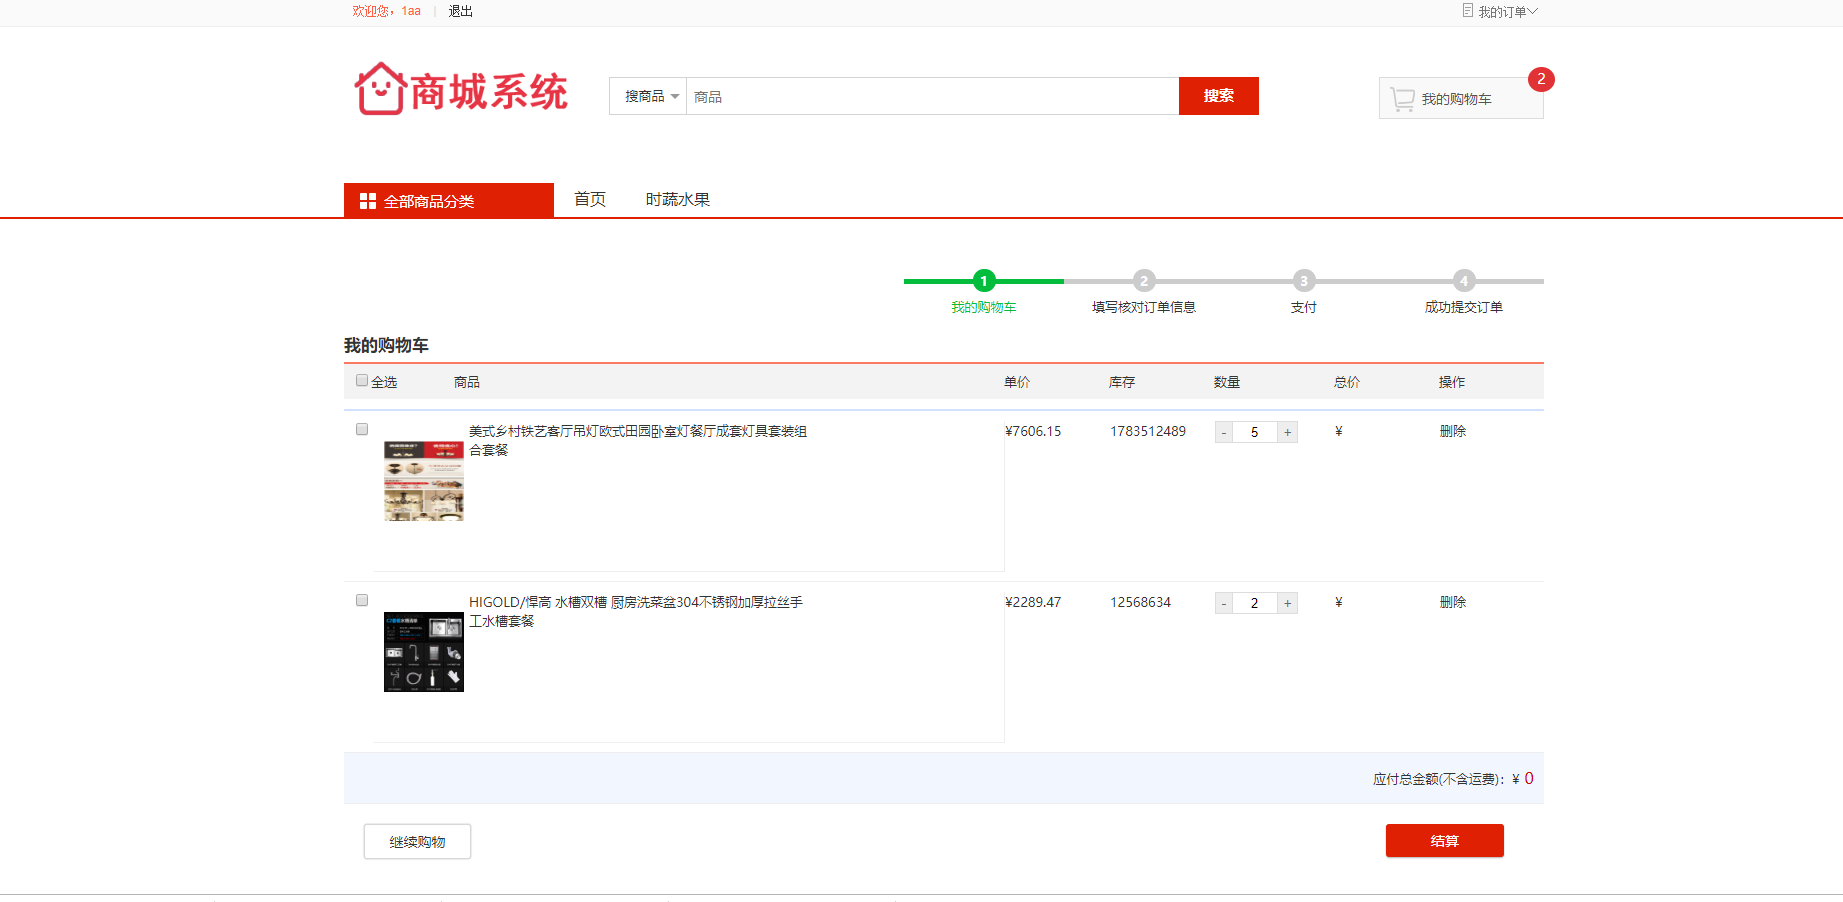 欢迎您，1aa
退出
我的订单
商城系统
搜商品
商品
搜索
我的购物车
2
全部商品分类
首页
时蔬水果
1
2
3
4
我的购物车
填写核对订单信息
支付
成功提交订单
我的购物车
全选
商品
单价
库存
数量
总价
操作
美式乡村铁艺客厅吊灯欧式田园卧室灯餐厅成套灯具套装组
合套餐
¥7606.15
1783512489
- 5 +
¥
删除
HIGOLD/悍高 水槽双槽 厨房洗菜盆304不锈钢加厚拉丝手
工水槽套餐
¥2289.47
12568634
- 2 +
¥
删除
应付总金额(不含运费)：¥ 0
继续购物
结算